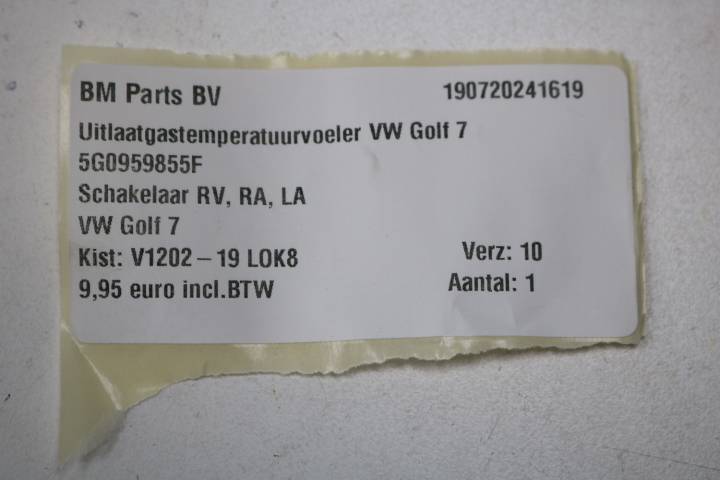 BM Parts BV 190720241619
Uitlaatgastemperatuurvoeler VW Golf 7
5G0959855F
Schakelaar RV, RA, LA
VW Golf 7
Kist: V1202-19 LOK8 Verz: 10
9,95 euro incl.BTW Aantal: 1